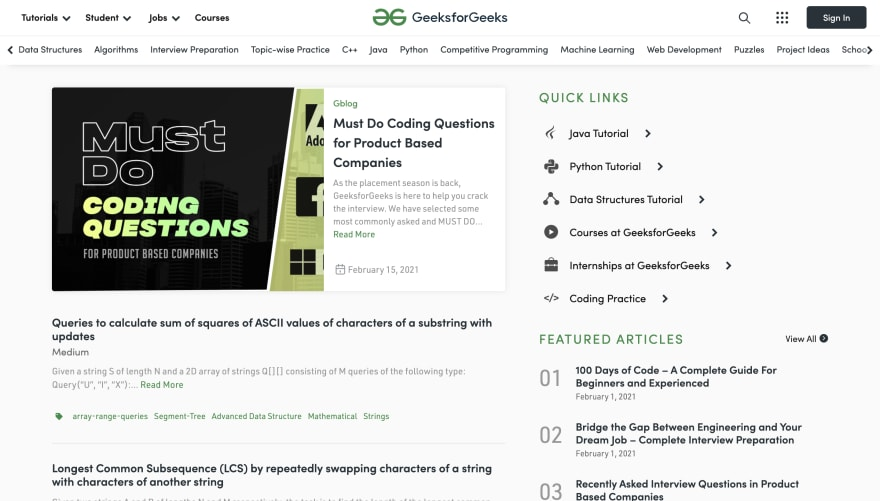 Tutorials
Student
Jobs
Courses
GeeksforGeeks
Sign In
Data Structures
Algorithms
Interview Preparation
Topic-wise Practice
C++
Java
Python
Competitive Programming
Machine Learning
Web Development
Puzzles
Project Ideas
Schoo
Must
Do
CODING
QUESTIONS
FOR PRODUCT BASED COMPANIES
Ado
Gblog
Must Do Coding Questions
for Product Based
Companies
As the placement season is back,
GeeksforGeeks is here to help you crack
the interview. We have selected some
most commonly asked and MUST DO...
Read More
February 15, 2021
Queries to calculate sum of squares of ASCII values of characters of a substring with
updates
Medium
Given a string S of length N and a 2D array of strings Q[][] consisting of M queries of the following type:
Query("U", "I", "X"):... Read More
array-range-queries Segment-Tree Advanced Data Structure Mathematical Strings
Longest Common Subsequence (LCS) by repeatedly swapping characters of a string
with characters of another string
QUICK LINKS
Java Tutorial
Python Tutorial
Data Structures Tutorial
Courses at GeeksforGeeks
Internships at GeeksforGeeks
</> Coding Practice
FEATURED ARTICLES
View All
01
100 Days of Code – A Complete Guide For
Beginners and Experienced
February 1, 2021
02
Bridge the Gap Between Engineering and Your
Dream Job – Complete Interview Preparation
February 1, 2021
03
Recently Asked Interview Questions in Product
Based Companies